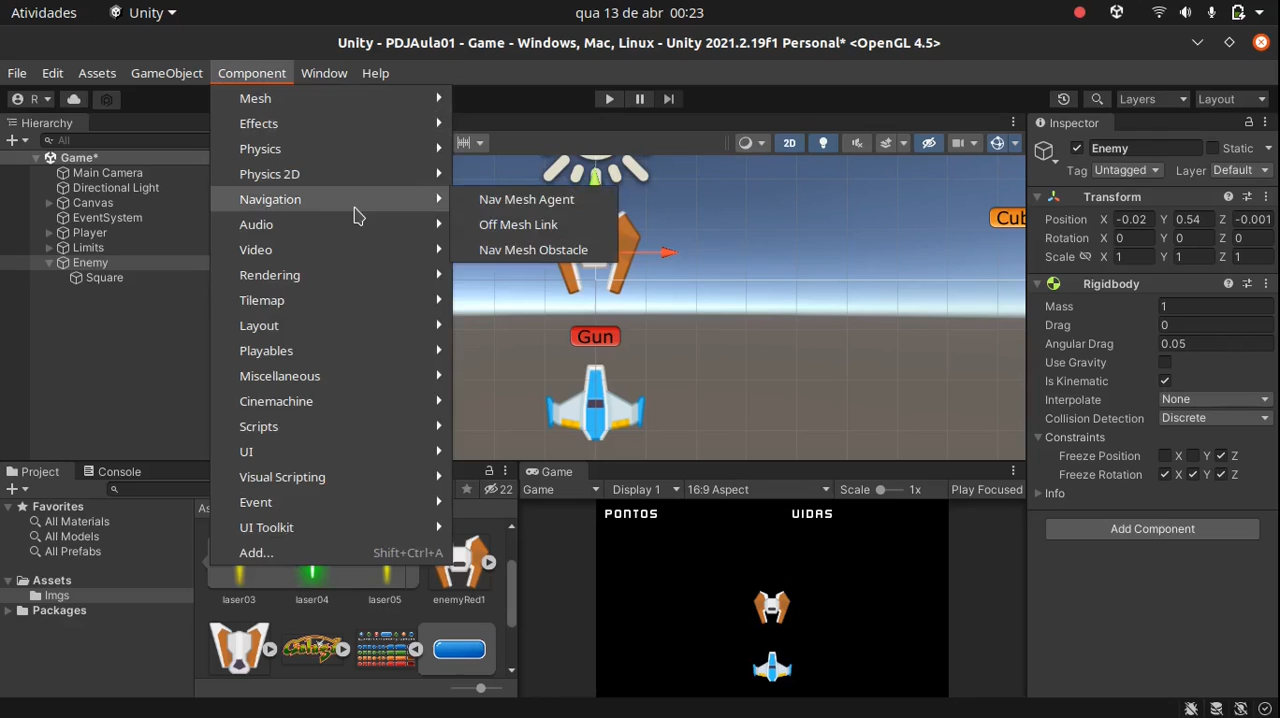 Atividades
Unity
qua 13 de abr 00:23
Unity - PDJAula01 - Game - Windows, Mac, Linux - Unity 2021.2.19f1 Personal* <OpenGL 4.5>
File Edit Assets GameObject Component Window Help
R
Layers
Layout
Hierarchy
All
Game*
Main Camera
Directional Light
Canvas
EventSystem
Player
Limits
Enemy
Square
Mesh
Effects
Physics
Physics 2D
Navigation
Audio
Video
Rendering
Tilemap
Layout
Playables
Miscellaneous
Cinemachine
Scripts
UI
Visual Scripting
Event
UI Toolkit
Add... Shift+Ctrl+A
Nav Mesh Agent
Off Mesh Link
Nav Mesh Obstacle
2D
Gun
Inspector
Enemy
Static
Tag Untagged Layer Default
Transform
Position X -0.02 Y 0.54 Z -0.001
Rotation X 0 Y 0 Z 0
Scale X 1 Y 1 Z 1
Rigidbody
Mass 1
Drag 0
Angular Drag 0.05
Use Gravity
Is Kinematic
Interpolate None
Collision Detection Discrete
Constraints
Freeze Position X Y Z
Freeze Rotation X Y Z
Info
Add Component
Project Console
22
Favorites
All Materials
All Models
All Prefabs
Assets
Imgs
Packages
laser03 laser04 laser05 enemyRed1
Game
Game Display 1 16:9 Aspect Scale 1x Play Focused
PONTOS VIDAS